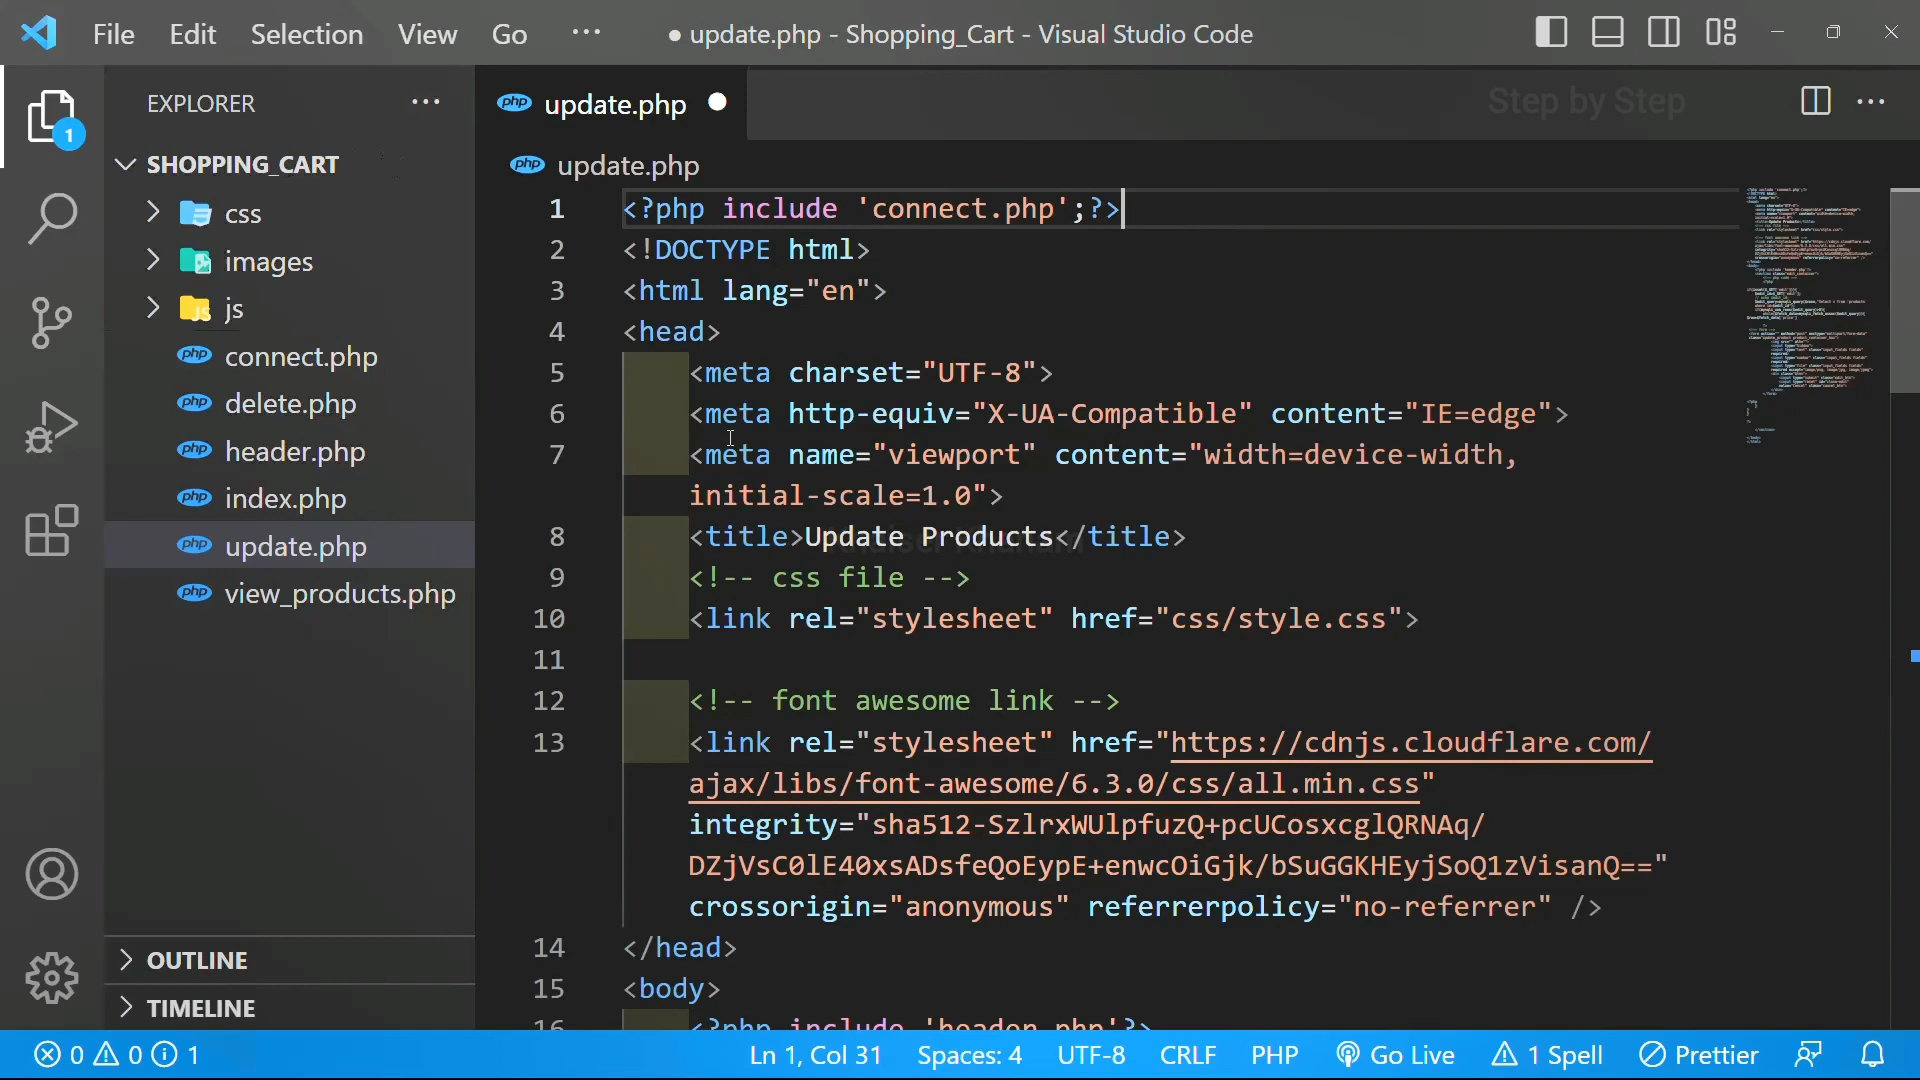 File Edit Selection View Go ··· ● update.php - Shopping_Cart - Visual Studio Code
EXPLORER ···
1
SHOPPING_CART
css
images
js
connect.php
delete.php
header.php
index.php
update.php
view_products.php
OUTLINE
TIMELINE
php update.php ●
Step by Step
php update.php
1 <?php include 'connect.php';?>
2 <!DOCTYPE html>
3 <html lang="en">
4 <head>
5 <meta charset="UTF-8">
6 <meta http-equiv="X-UA-Compatible" content="IE=edge">
7 <meta name="viewport" content="width=device-width,
initial-scale=1.0">
8 <title>Update Products</title>
9 <!-- css file -->
10 <link rel="stylesheet" href="css/style.css">
11
12 <!-- font awesome link -->
13 <link rel="stylesheet" href="https://cdnjs.cloudflare.com/
ajax/libs/font-awesome/6.3.0/css/all.min.css"
integrity="sha512-SzlrxWUlpfuzQ+pcUCosxcglQRNAq/
DZjVsC0lE40xsADsfeQoEypE+enwcOiGjk/bSuGGKHEyjSoQ1zVisanQ=="
crossorigin="anonymous" referrerpolicy="no-referrer" />
14 </head>
15 <body>
16 <?php include 'header.php'?>
0 0 1 Ln 1, Col 31 Spaces: 4 UTF-8 CRLF PHP Go Live 1 Spell Prettier